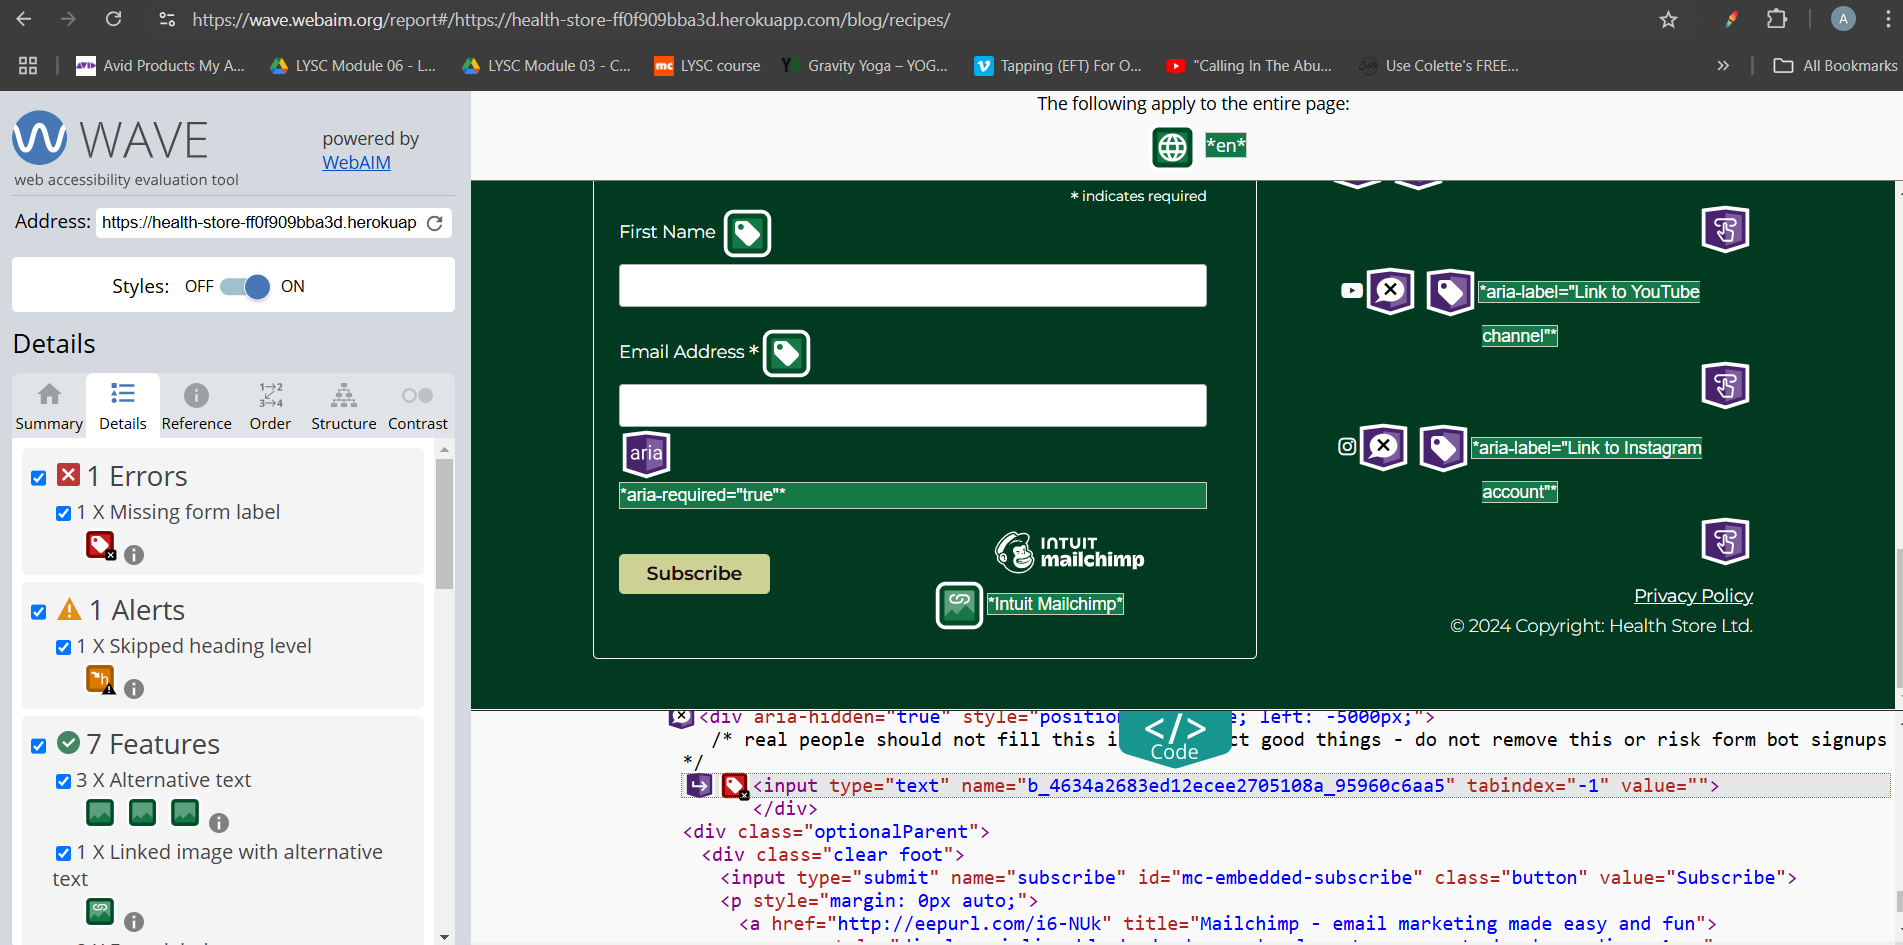 https://wave.webaim.org/report#/https://health-store-ff0f909bba3d.herokuapp.com/blog/recipes/
A
AVID Avid Products My A...
LYSC Module 06 - L...
LYSC Module 03 - C...
mc LYSC course
Gravity Yoga – YOG...
Tapping (EFT) For O...
"Calling In The Abu...
Use Colette's FREE...
»
All Bookmarks
WAVE
powered by
WebAIM
web accessibility evaluation tool
Address: https://health-store-ff0f909bba3d.herokuap
Styles: OFF ON
Details
Summary Details Reference Order Structure Contrast
1 Errors
1 X Missing form label
1 Alerts
1 X Skipped heading level
7 Features
3 X Alternative text
1 X Linked image with alternative
text
The following apply to the entire page:
*en*
* indicates required
First Name
Email Address *
aria
*aria-required="true"*
INTUIT
mailchimp
Subscribe
*Intuit Mailchimp*
*aria-label="Link to YouTube
channel"*
*aria-label="Link to Instagram
account"*
Privacy Policy
© 2024 Copyright: Health Store Ltd.
</>
Code
<div aria-hidden="true" style="position left: -5000px;">
/* real people should not fill this good things - do not remove this or risk form bot signups
*/
<input type="text" name="b_4634a2683ed12ecee2705108a_95960c6aa5" tabindex="-1" value="">
</div>
<div class="optionalParent">
<div class="clear foot">
<input type="submit" name="subscribe" id="mc-embedded-subscribe" class="button" value="Subscribe">
<p style="margin: 0px auto;">
<a href="http://eepurl.com/i6-NUk" title="Mailchimp - email marketing made easy and fun">